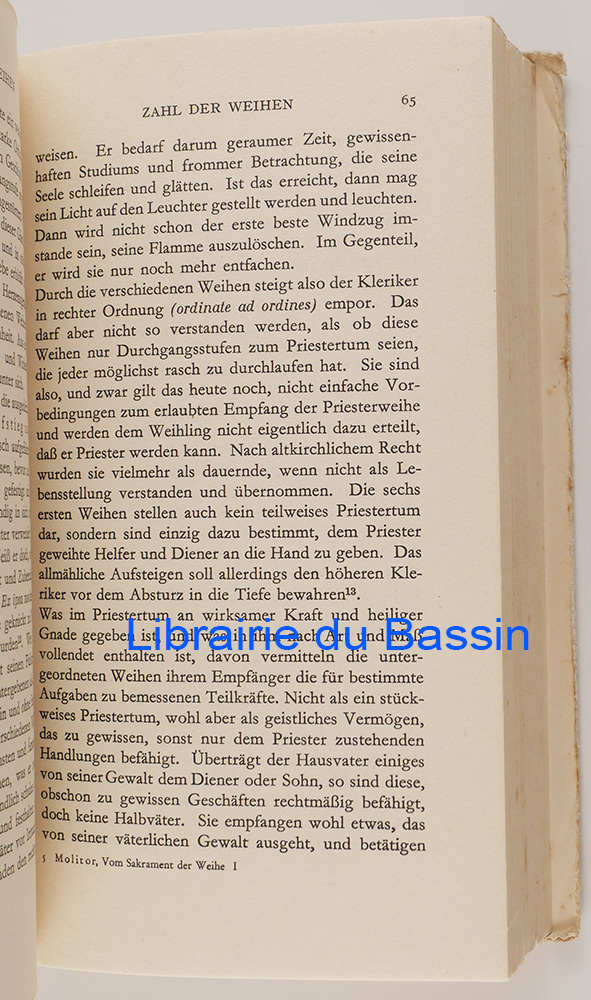 ZAHL DER WEIHEN 65
weisen. Er bedarf darum geraumer Zeit, gewissen-
haften Studiums und frommer Betrachtung, die seine
Seele schleifen und glätten. Ist das erreicht, dann mag
sein Licht auf den Leuchter gestellt werden und leuchten.
Dann wird nicht schon der erste beste Windzug im-
stande sein, seine Flamme auszulöschen. Im Gegenteil,
er wird sie nur noch mehr entfachen.
Durch die verschiedenen Weihen steigt also der Kleriker
in rechter Ordnung (ordinate ad ordines) empor. Das
darf aber nicht so verstanden werden, als ob diese
Weihen nur Durchgangsstufen zum Priestertum seien,
die jeder möglichst rasch zu durchlaufen hat. Sie sind
also, und zwar gilt das heute noch, nicht einfache Vor-
bedingungen zum erlaubten Empfang der Priesterweihe
und werden dem Weihling nicht eigentlich dazu erteilt,
daß er Priester werden kann. Nach altkirchlichem Recht
wurden sie vielmehr als dauernde, wenn nicht als Le-
bensstellung verstanden und übernommen. Die sechs
ersten Weihen stellen auch kein teilweises Priestertum
dar, sondern sind einzig dazu bestimmt, dem Priester
geweihte Helfer und Diener an die Hand zu geben. Das
allmähliche Aufsteigen soll allerdings den höheren Kle-
riker vor dem Absturz in die Tiefe bewahren¹³.
Was im Priestertum an wirksamer Kraft und heiliger
Gnade gegeben ist und was in ihm nach Art und Maß
Librairie du Bassin
vollendet enthalten ist, davon vermitteln die unter-
geordneten Weihen ihrem Empfänger die für bestimmte
Aufgaben zu bemessenen Teilkräfte. Nicht als ein stück-
weises Priestertum, wohl aber als geistliches Vermögen,
das zu gewissen, sonst nur dem Priester zustehenden
Handlungen befähigt. Überträgt der Hausvater einiges
von seiner Gewalt dem Diener oder Sohn, so sind diese,
obschon zu gewissen Geschäften rechtmäßig befähigt,
doch keine Halbväter. Sie empfangen wohl etwas, das
von seiner väterlichen Gewalt ausgeht, und betätigen
5 Molitor, Vom Sakrament der Weihe I